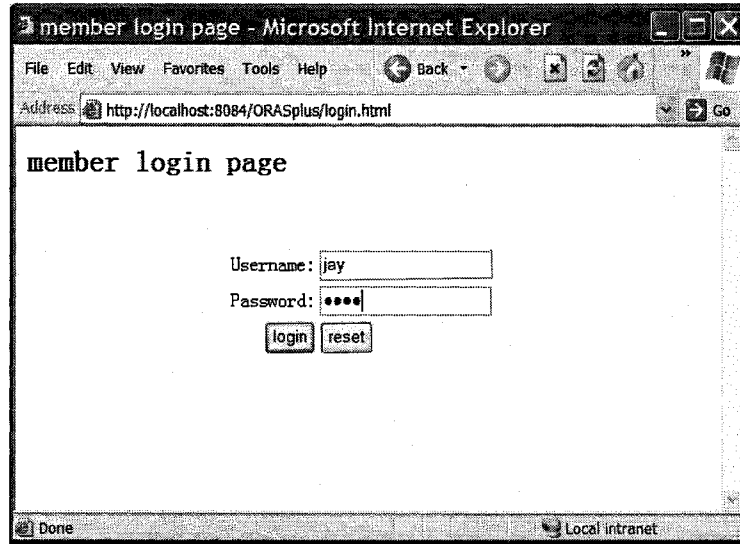 member login page - Microsoft Internet Explorer
File Edit View Favorites Tools Help Back »
Address http://localhost:8084/ORASplus/login.html Go
member login page
Username: jay
Password: ••••
login reset
Done Local intranet